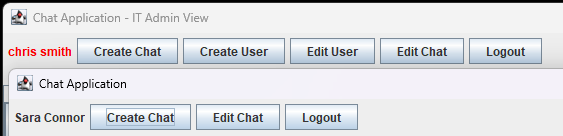 Chat Application - IT Admin View
chris smith Create Chat Create User Edit User Edit Chat Logout
Chat Application
Sara Connor Create Chat Edit Chat Logout